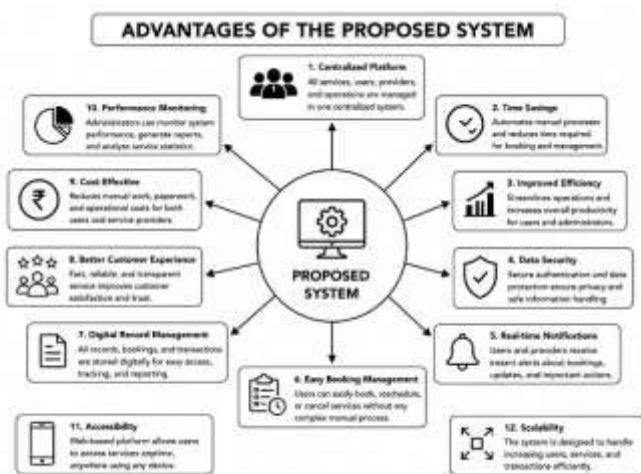 ADVANTAGES OF THE PROPOSED SYSTEM
1. Centralized Platform
All services, users, providers,
and operations are managed
in one centralized system.
2. Time Savings
Automates manual processes
and reduces time required
for booking and management.
3. Improved Efficiency
Streamlines operations and
increases overall productivity
for users and administrators.
4. Data Security
Secure authentication and data
protection ensure privacy and
safe information handling.
5. Real-time Notifications
Users and providers receive
instant alerts about bookings,
updates, and important actions.
6. Easy Booking Management
Users can easily book, reschedule,
or cancel services without any
complex manual process.
7. Digital Record Management
All records, bookings, and transactions
are stored digitally for easy access,
tracking, and reporting.
8. Better Customer Experience
Fast, reliable, and transparent
service improves customer
satisfaction and trust.
9. Cost Effective
Reduces manual work, paperwork,
and operational costs for both
users and service providers.
10. Performance Monitoring
Administrators can monitor system
performance, generate reports,
and analyze service statistics.
PROPOSED
SYSTEM
11. Accessibility
Web-based platform allows users
to access services anytime,
anywhere using any device.
12. Scalability
The system is designed to handle
increasing users, services, and
transactions efficiently.